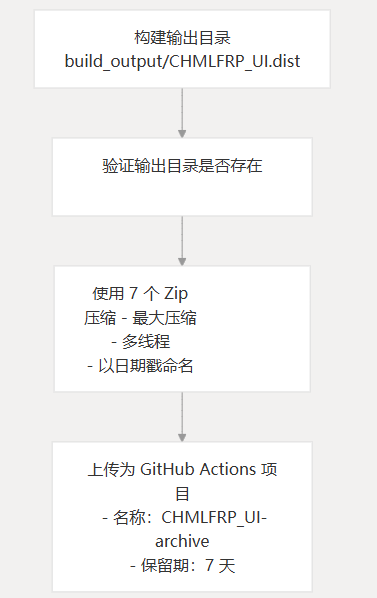 构建输出目录
build_output/CHMLFRP_UI.dist
验证输出目录是否存在
使用 7 个 Zip
压缩 - 最大压缩
- 多线程
- 以日期戳命名
上传为 GitHub Actions 项
目
- 名称：CHMLFRP_UI-
archive
- 保留期：7 天